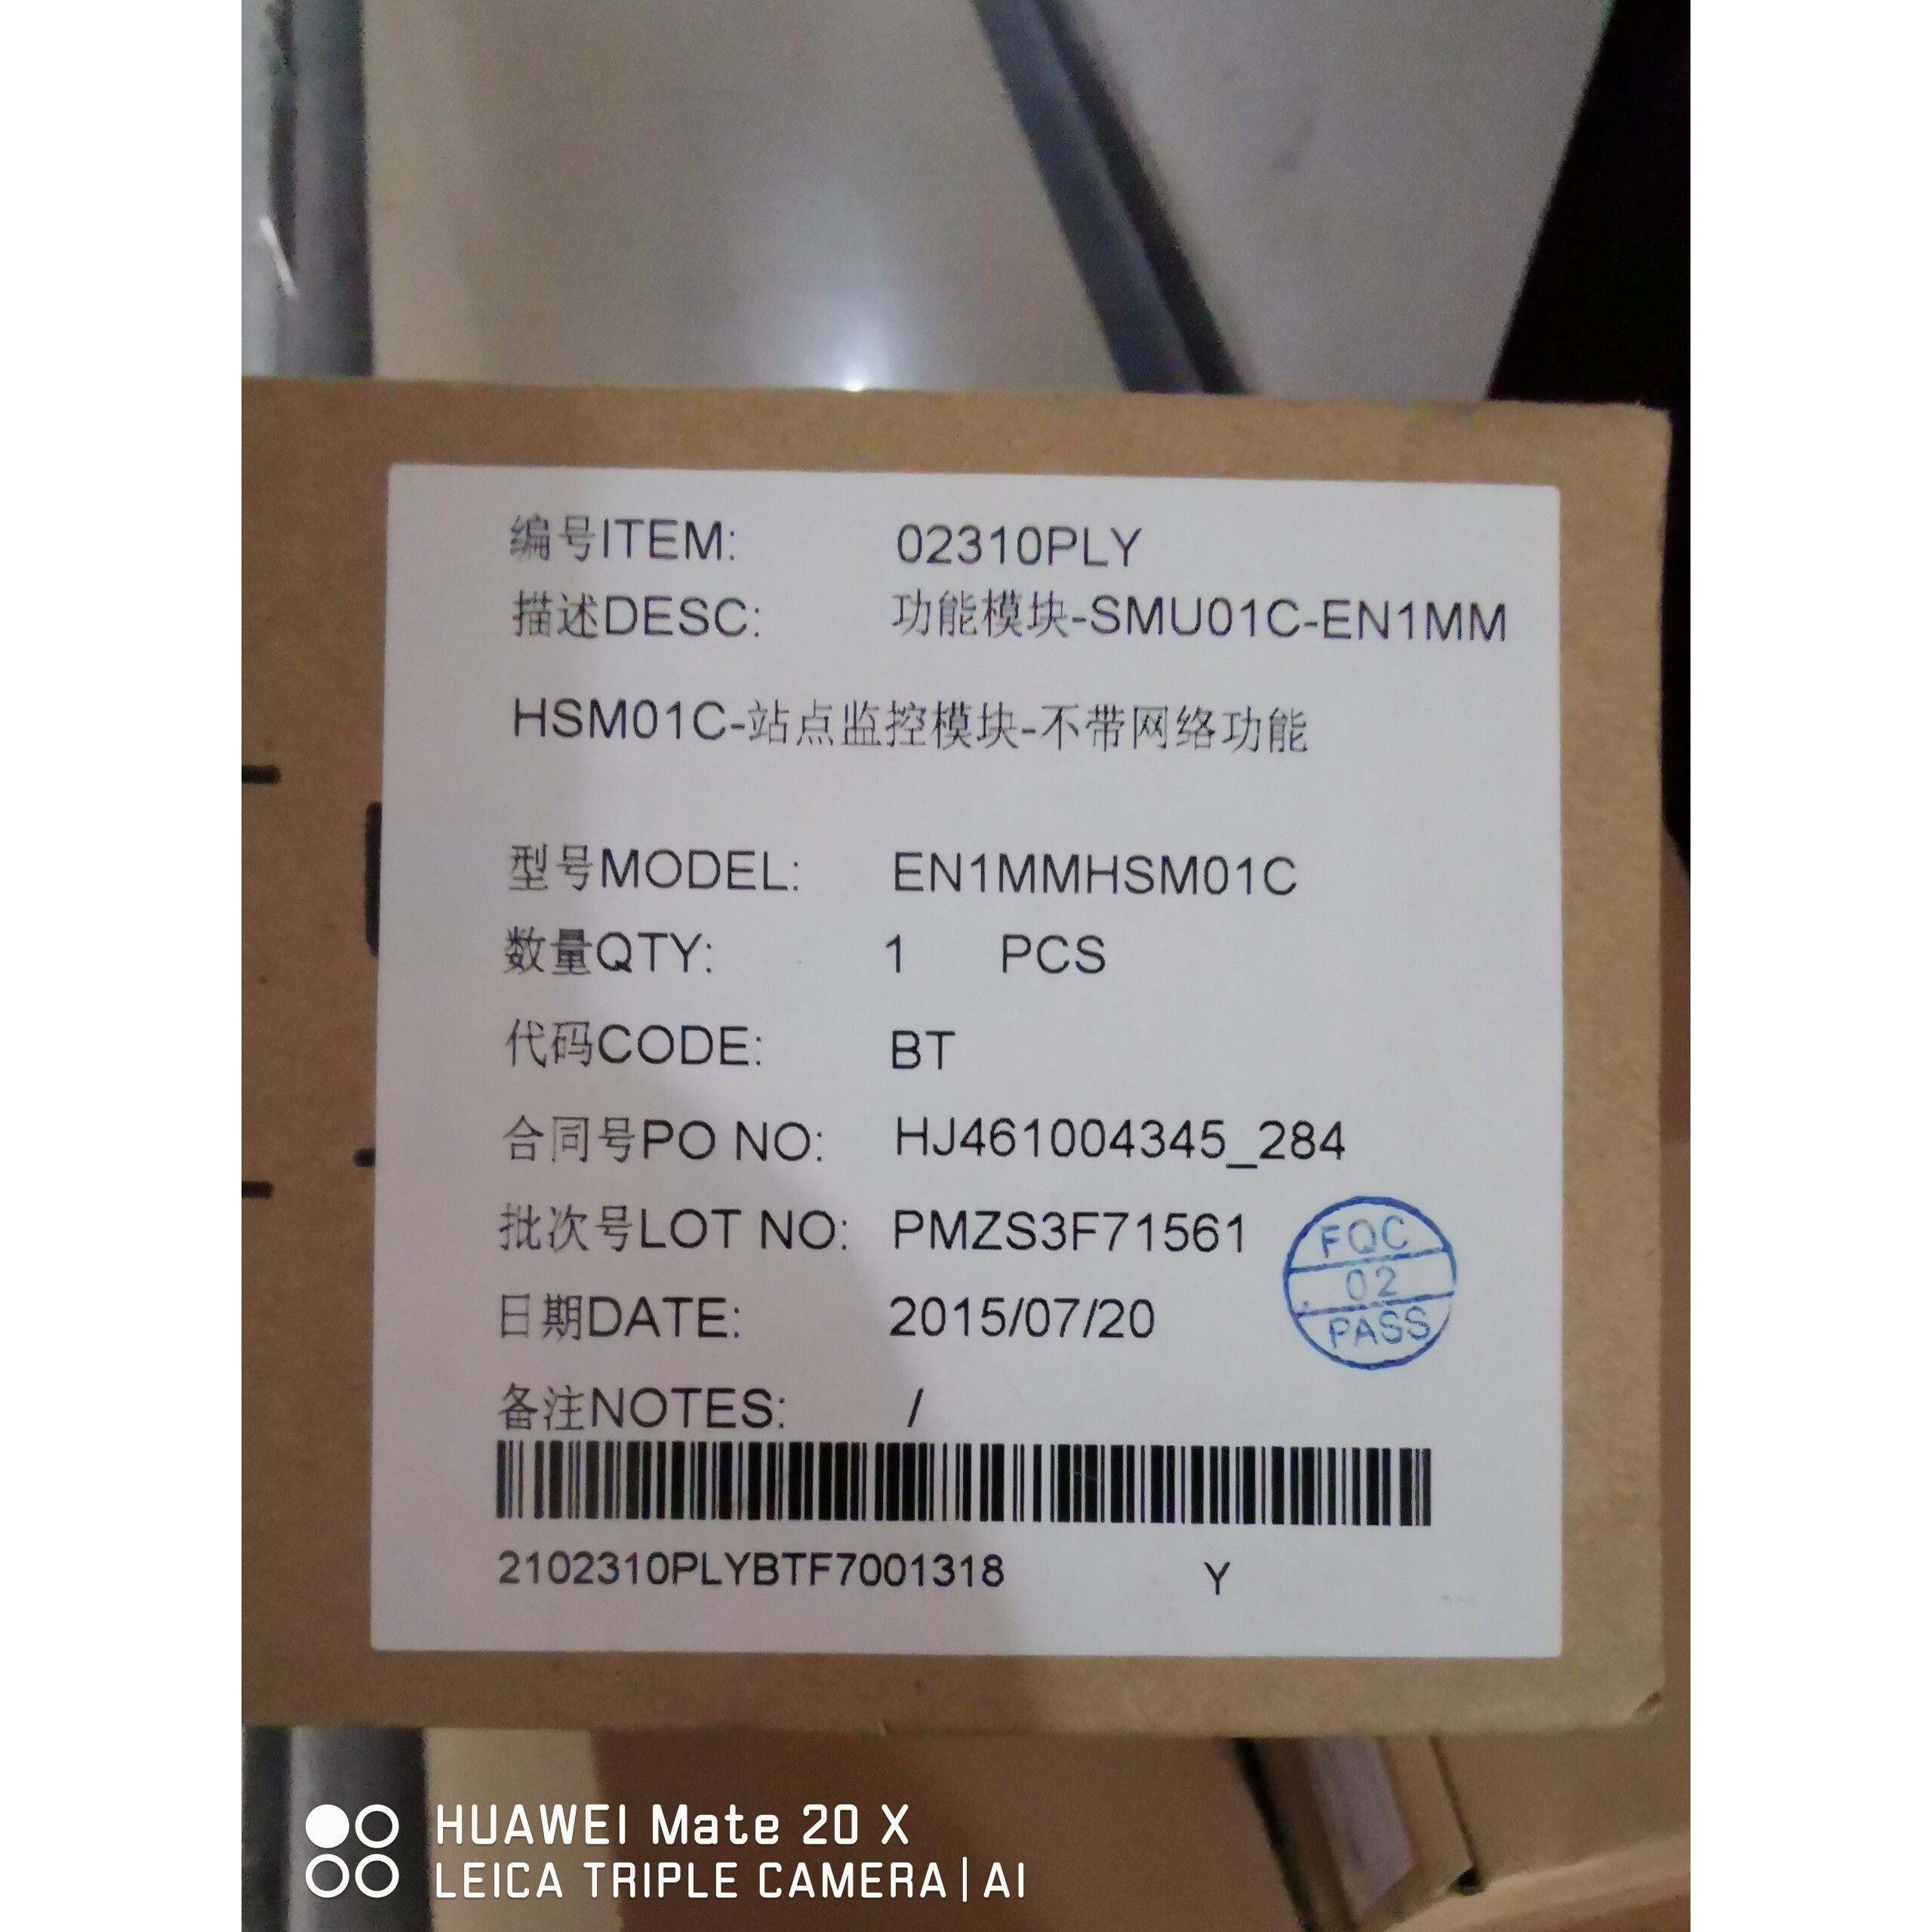 编号ITEM: 02310PLY
描述DESC: 功能模块-SMU01C-EN1MM
HSM01C-站点监控模块-不带网络功能
型号MODEL: EN1MMHSM01C
数量QTY: 1 PCS
代码CODE: BT
合同号PO NO: HJ461004345_284
批次号LOT NO: PMZS3F71561
FQC
02
PASS
日期DATE: 2015/07/20
备注NOTES: /
2102310PLYBTF7001318 Y
HUAWEI Mate 20 X
LEICA TRIPLE CAMERA|AI